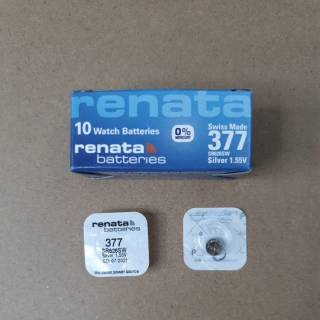 renata
10 Watch Batteries
0%
Swiss Made
377
SR626SW
Silver 1.55V
renata
batteries
renata
batteries
377
SR626SW
Silver 1.55V